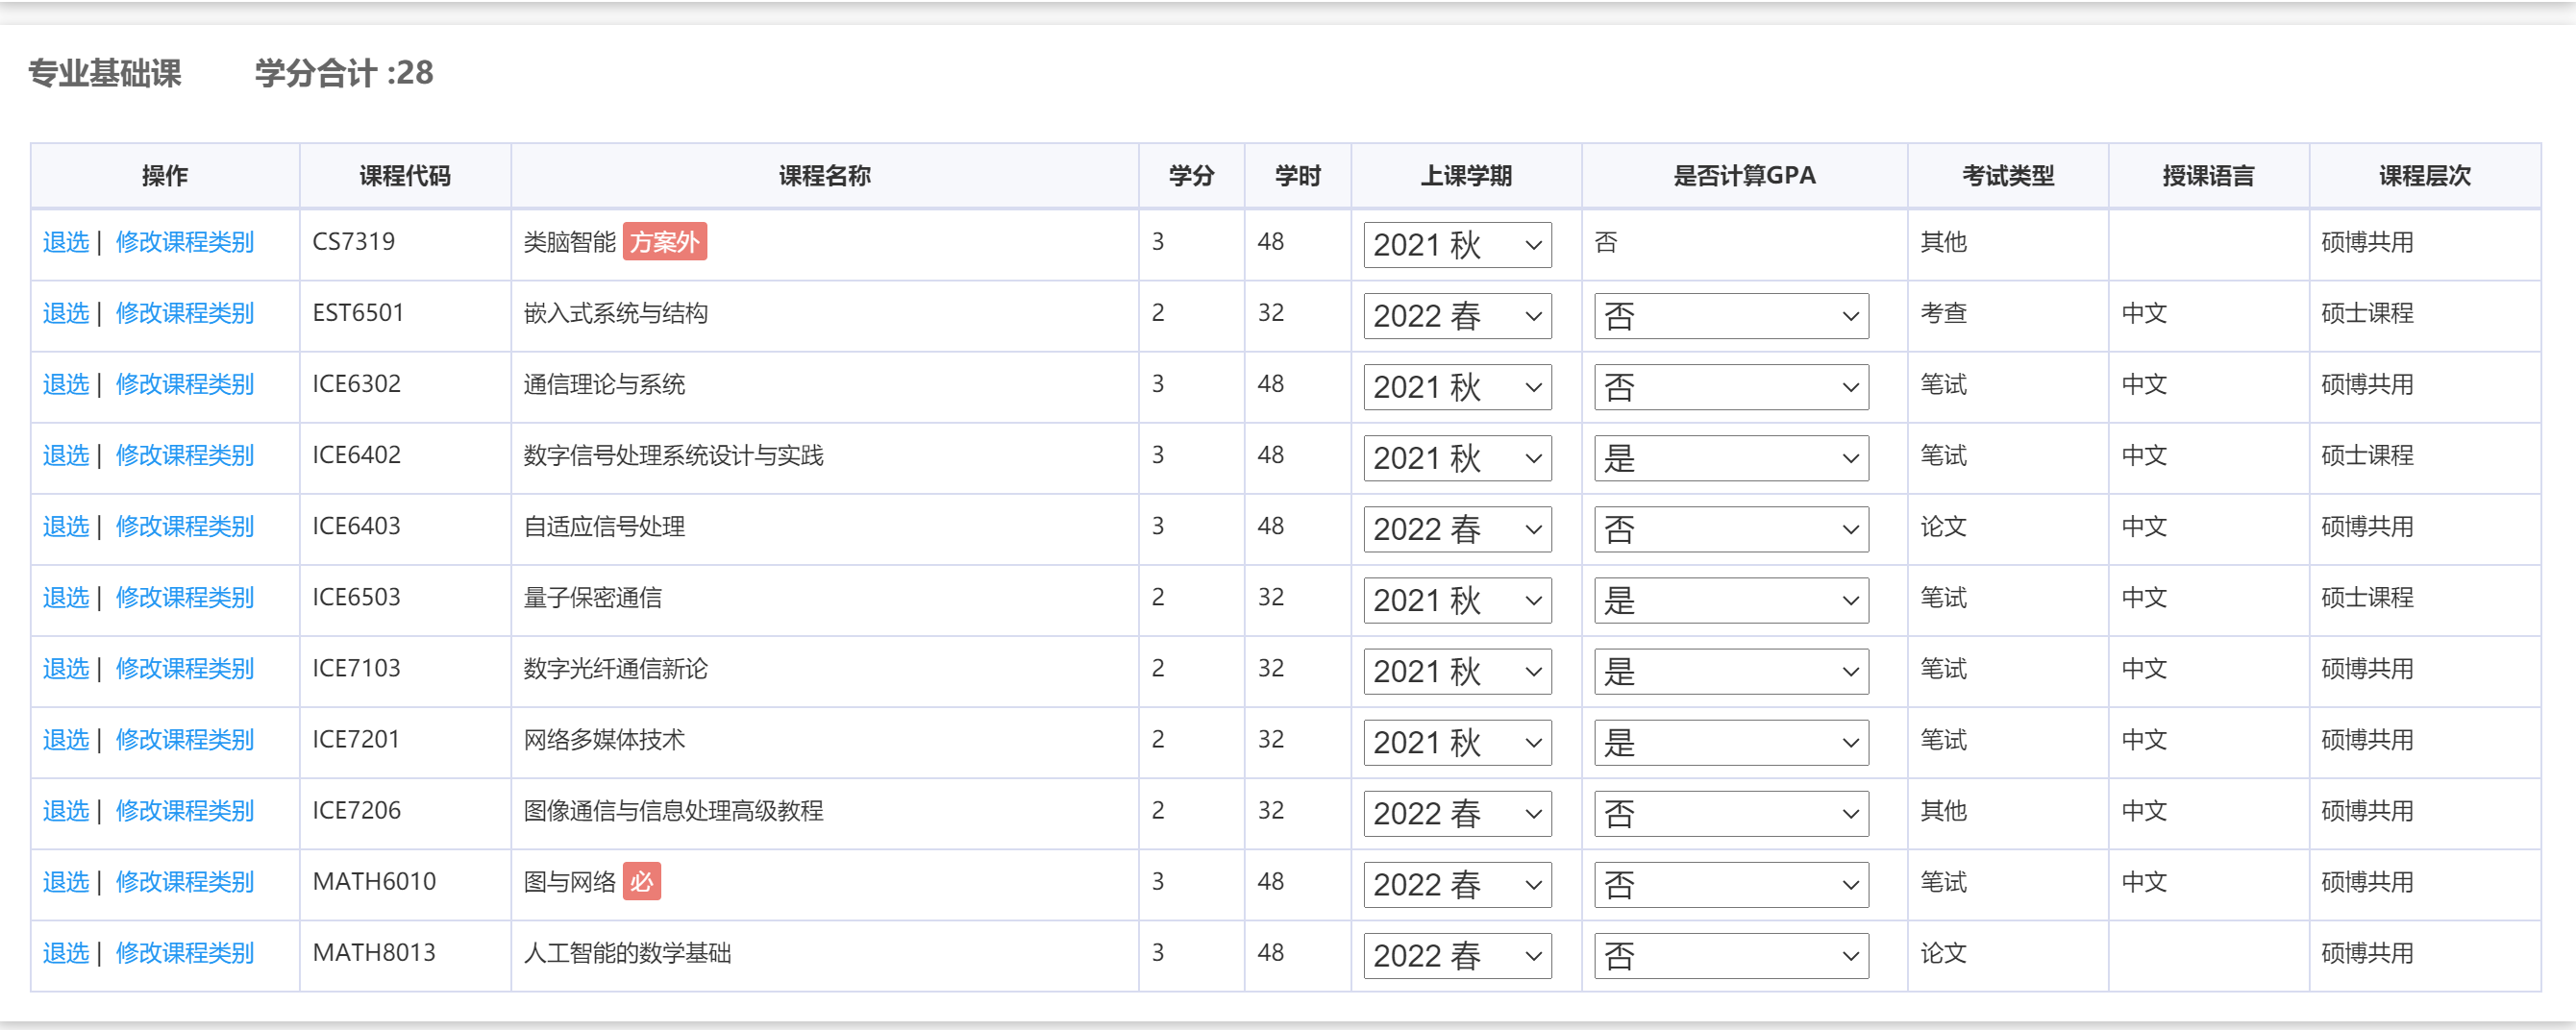 专业基础课 学分合计 :28
操作 课程代码 课程名称 学分 学时 上课学期 是否计算GPA 考试类型 授课语言 课程层次
退选 | 修改课程类别 CS7319 类脑智能 方案外 3 48 2021 秋 否 其他 硕博共用
退选 | 修改课程类别 EST6501 嵌入式系统与结构 2 32 2022 春 否 考查 中文 硕士课程
退选 | 修改课程类别 ICE6302 通信理论与系统 3 48 2021 秋 否 笔试 中文 硕博共用
退选 | 修改课程类别 ICE6402 数字信号处理系统设计与实践 3 48 2021 秋 是 笔试 中文 硕士课程
退选 | 修改课程类别 ICE6403 自适应信号处理 3 48 2022 春 否 论文 中文 硕博共用
退选 | 修改课程类别 ICE6503 量子保密通信 2 32 2021 秋 是 笔试 中文 硕士课程
退选 | 修改课程类别 ICE7103 数字光纤通信新论 2 32 2021 秋 是 笔试 中文 硕博共用
退选 | 修改课程类别 ICE7201 网络多媒体技术 2 32 2021 秋 是 笔试 中文 硕博共用
退选 | 修改课程类别 ICE7206 图像通信与信息处理高级教程 2 32 2022 春 否 其他 中文 硕博共用
退选 | 修改课程类别 MATH6010 图与网络 必 3 48 2022 春 否 笔试 中文 硕博共用
退选 | 修改课程类别 MATH8013 人工智能的数学基础 3 48 2022 春 否 论文 硕博共用